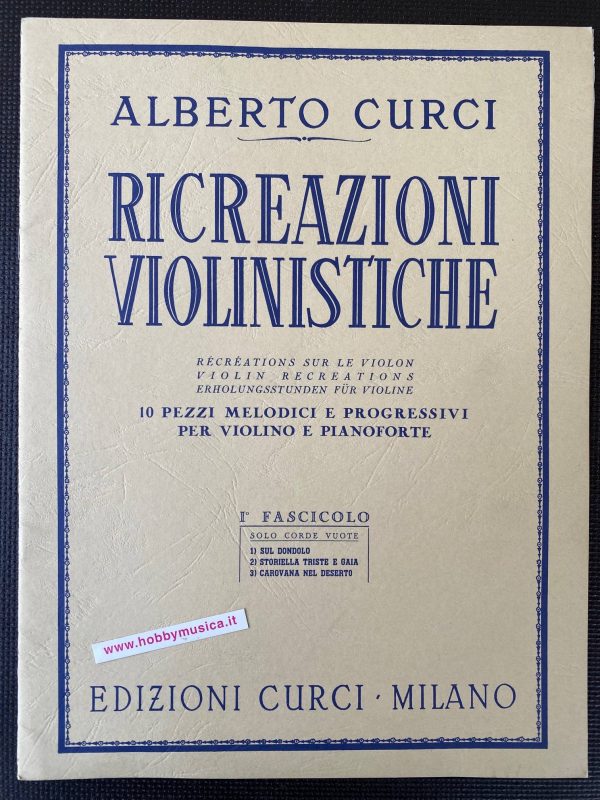 ALBERTO CURCI
RICREAZIONI
VIOLINISTICHE
RÉCRÉATIONS SUR LE VIOLON
VIOLIN RECREATIONS
ERHOLUNGSSTUNDEN FÜR VIOLINE
10 PEZZI MELODICI E PROGRESSIVI
PER VIOLINO E PIANOFORTE
I° FASCICOLO
SOLO CORDE VUOTE
1) SUL DONDOLO
2) STORIELLA TRISTE E GAIA
3) CAROVANA NEL DESERTO
www.hobbymusica.it
EDIZIONI CURCI - MILANO